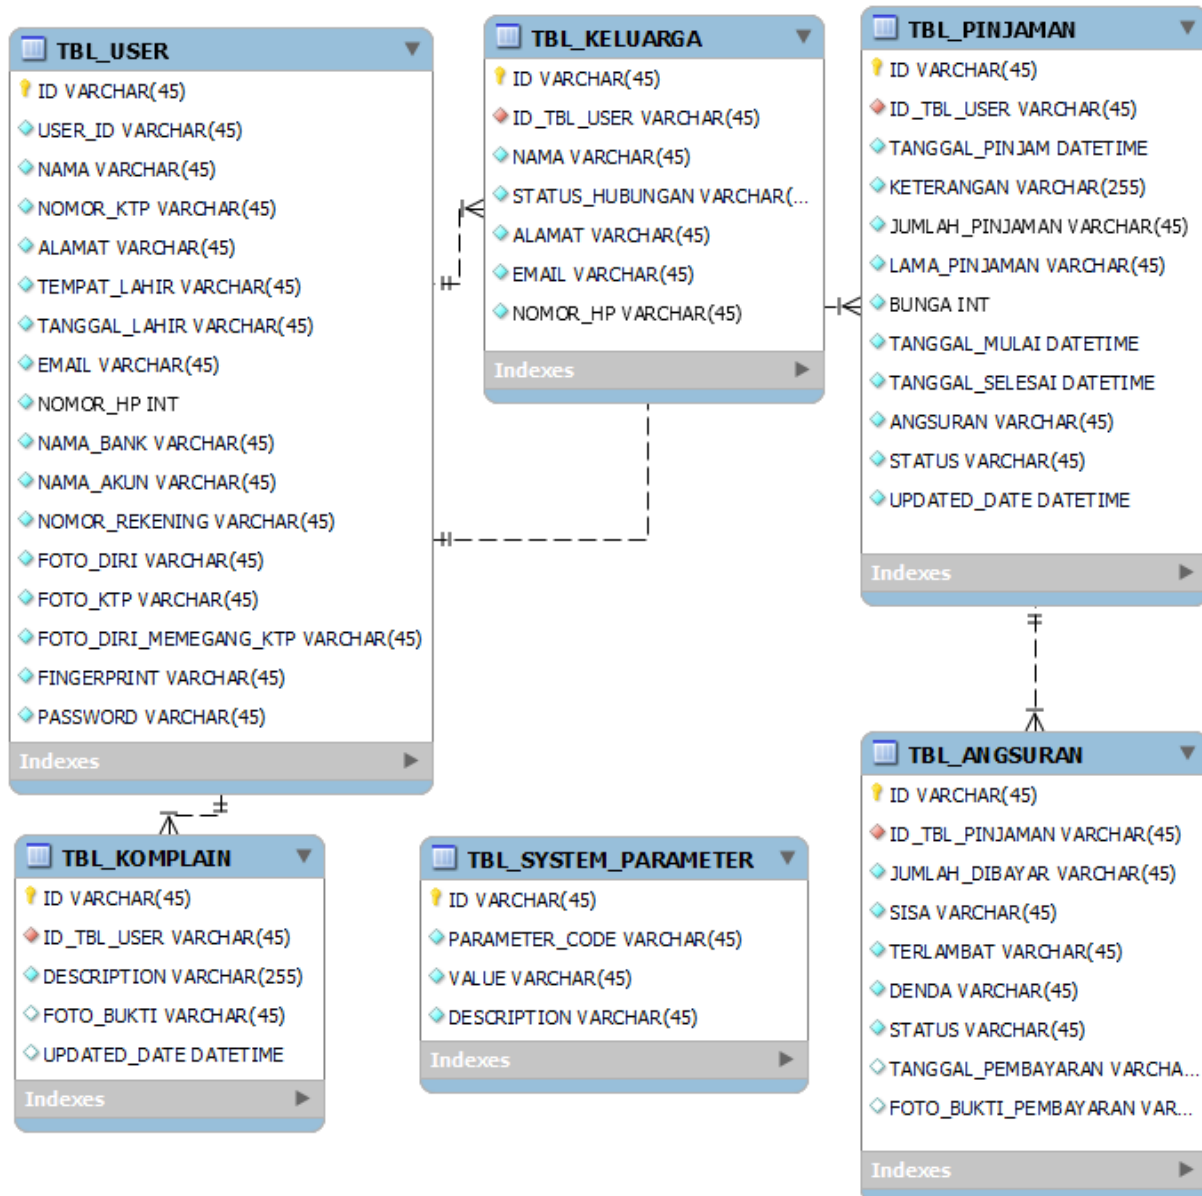 TBL_USER
ID VARCHAR(45)
USER_ID VARCHAR(45)
NAMA VARCHAR(45)
NOMOR_KTP VARCHAR(45)
ALAMAT VARCHAR(45)
TEMPAT_LAHIR VARCHAR(45)
TANGGAL_LAHIR VARCHAR(45)
EMAIL VARCHAR(45)
NOMOR_HP INT
NAMA_BANK VARCHAR(45)
NAMA_AKUN VARCHAR(45)
NOMOR_REKENING VARCHAR(45)
FOTO_DIRI VARCHAR(45)
FOTO_KTP VARCHAR(45)
FOTO_DIRI_MEMEGANG_KTP VARCHAR(45)
FINGERPRINT VARCHAR(45)
PASSWORD VARCHAR(45)
Indexes
TBL_KELUARGA
ID VARCHAR(45)
ID_TBL_USER VARCHAR(45)
NAMA VARCHAR(45)
STATUS_HUBUNGAN VARCHAR(...
ALAMAT VARCHAR(45)
EMAIL VARCHAR(45)
NOMOR_HP VARCHAR(45)
Indexes
TBL_PINJAMAN
ID VARCHAR(45)
ID_TBL_USER VARCHAR(45)
TANGGAL_PINJAM DATETIME
KETERANGAN VARCHAR(255)
JUMLAH_PINJAMAN VARCHAR(45)
LAMA_PINJAMAN VARCHAR(45)
BUNGA INT
TANGGAL_MULAI DATETIME
TANGGAL_SELESAI DATETIME
ANGSURAN VARCHAR(45)
STATUS VARCHAR(45)
UPDATED_DATE DATETIME
Indexes
TBL_KOMPLAIN
ID VARCHAR(45)
ID_TBL_USER VARCHAR(45)
DESCRIPTION VARCHAR(255)
FOTO_BUKTI VARCHAR(45)
UPDATED_DATE DATETIME
Indexes
TBL_SYSTEM_PARAMETER
ID VARCHAR(45)
PARAMETER_CODE VARCHAR(45)
VALUE VARCHAR(45)
DESCRIPTION VARCHAR(45)
Indexes
TBL_ANGSURAN
ID VARCHAR(45)
ID_TBL_PINJAMAN VARCHAR(45)
JUMLAH_DIBAYAR VARCHAR(45)
SISA VARCHAR(45)
TERLAMBAT VARCHAR(45)
DENDA VARCHAR(45)
STATUS VARCHAR(45)
TANGGAL_PEMBAYARAN VARCHA...
FOTO_BUKTI_PEMBAYARAN VAR...
Indexes